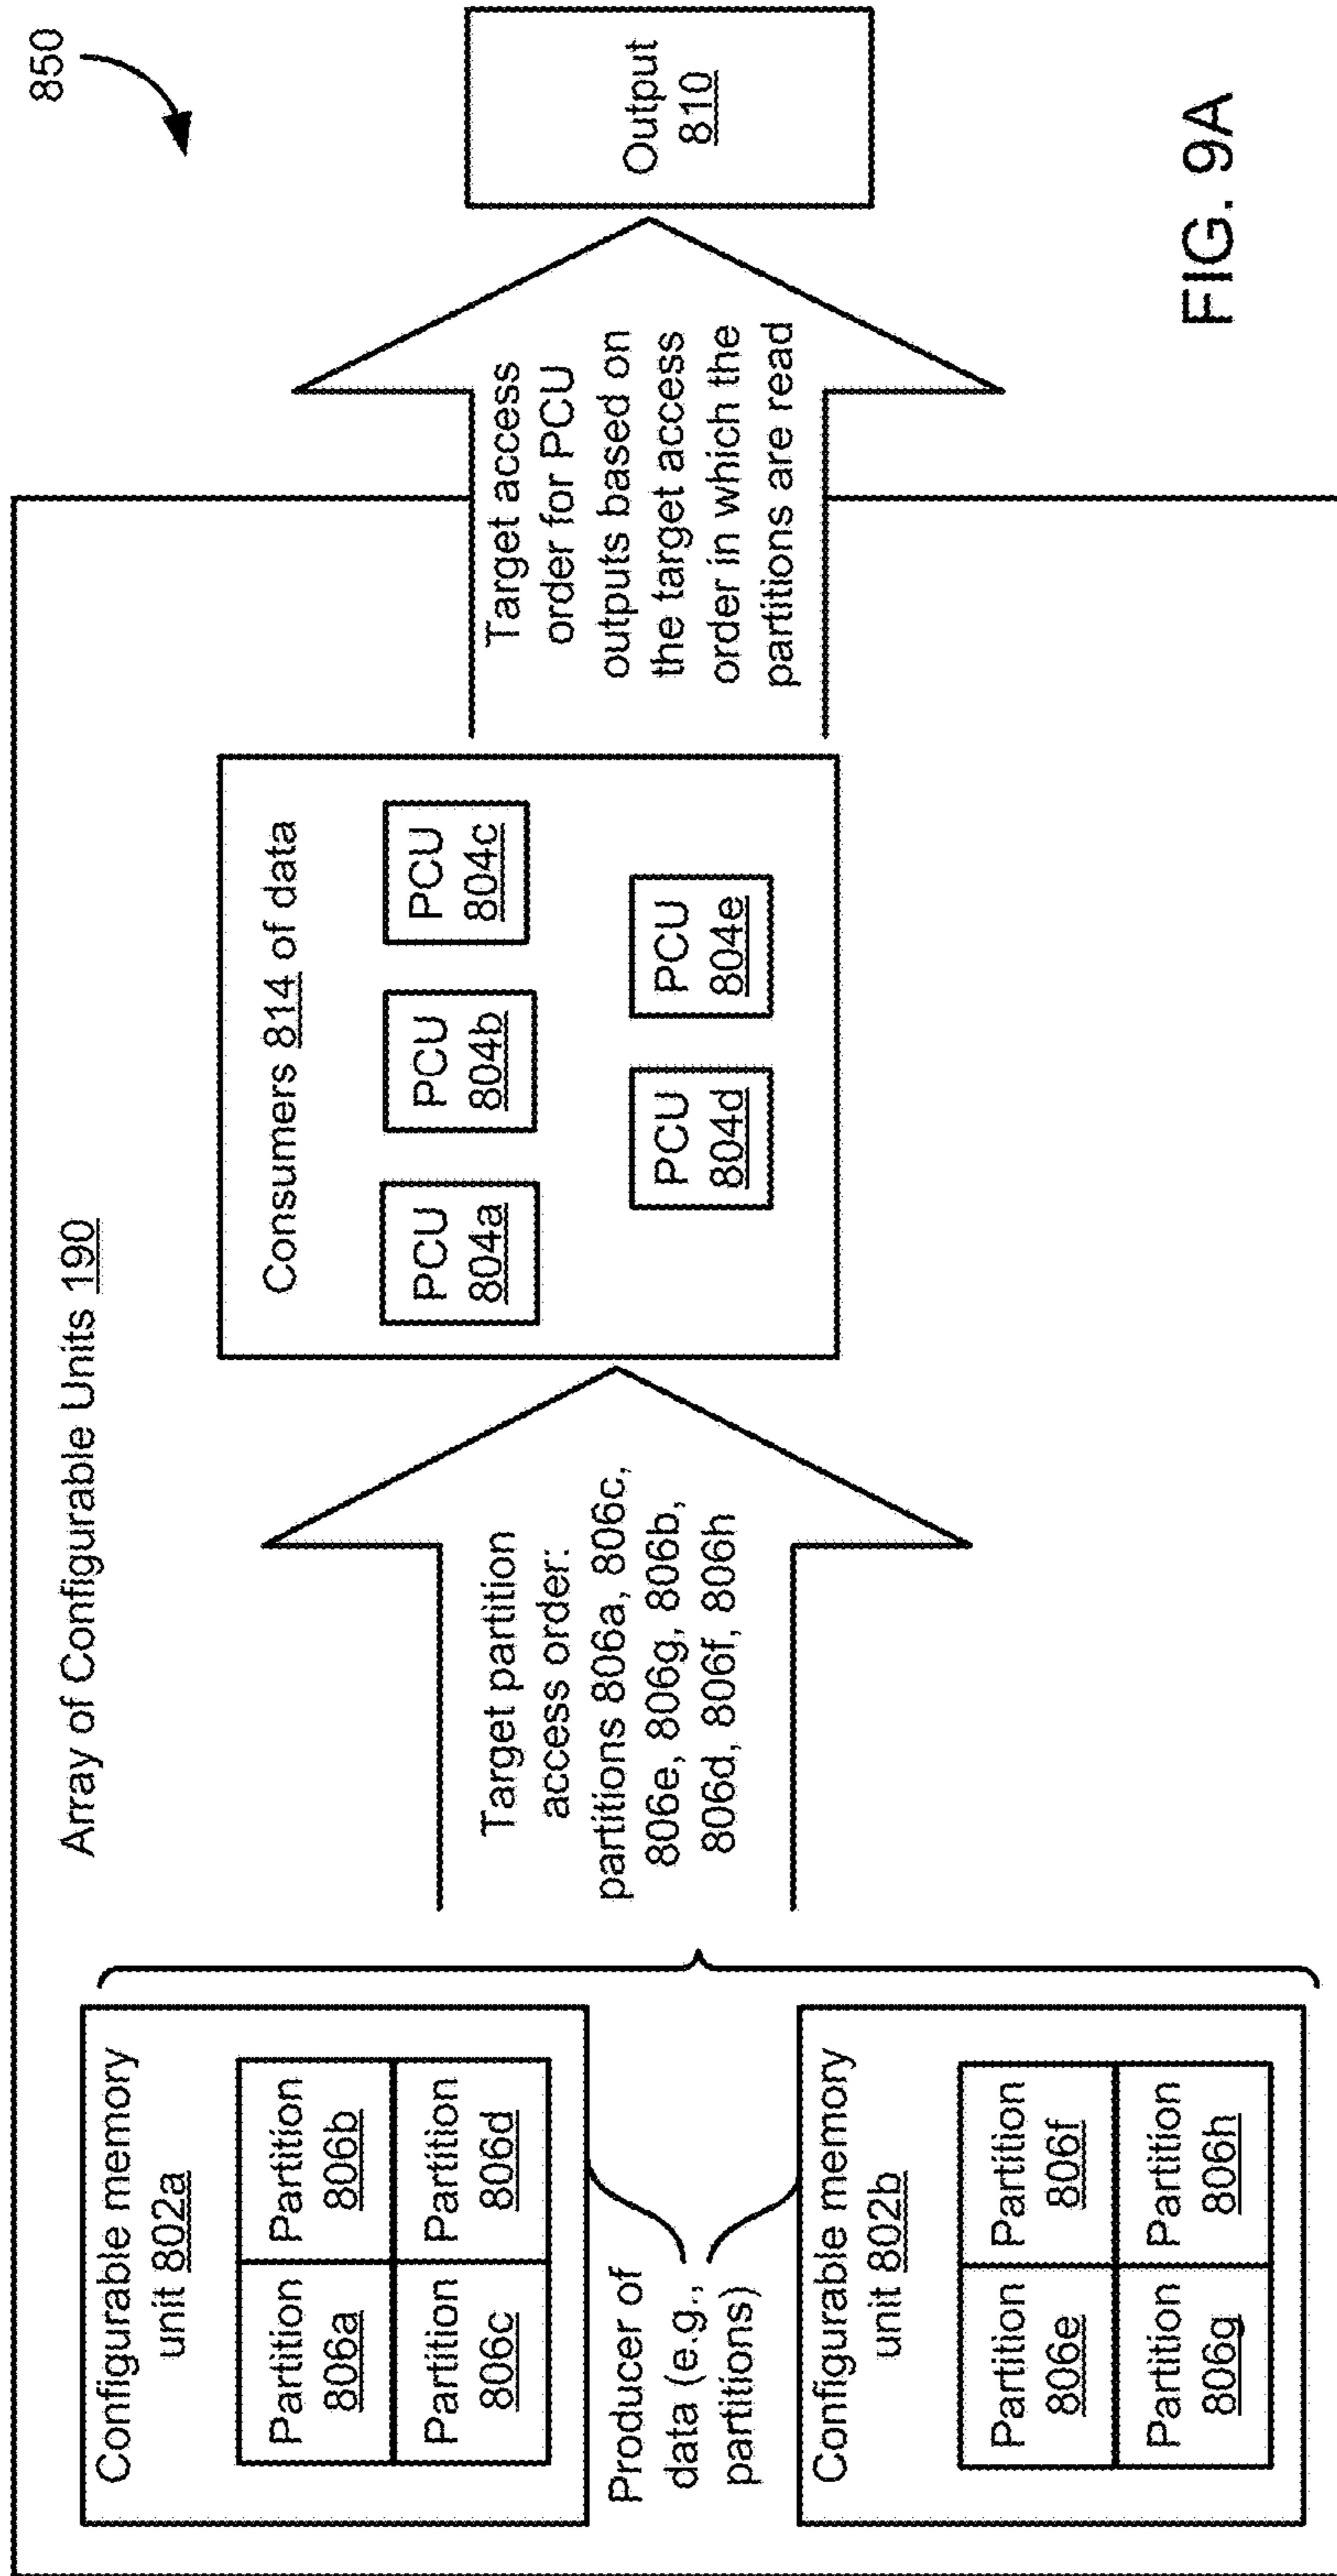 850
Array of Configurable Units 190
Configurable memory
unit 802a
Partition
806a
Partition
806b
Partition
806c
Partition
806d
Producer of
data (e.g.,
partitions)
Configurable memory
unit 802b
Partition
806e
Partition
806f
Partition
806g
Partition
806h
Target partition
access order:
partitions 806a, 806c,
806e, 806g, 806b,
806d, 806f, 806h
Consumers 814 of data
PCU
804a
PCU
804b
PCU
804c
PCU
804d
PCU
804e
Target access
order for PCU
outputs based on
the target access
order in which the
partitions are read
Output
810
FIG. 9A